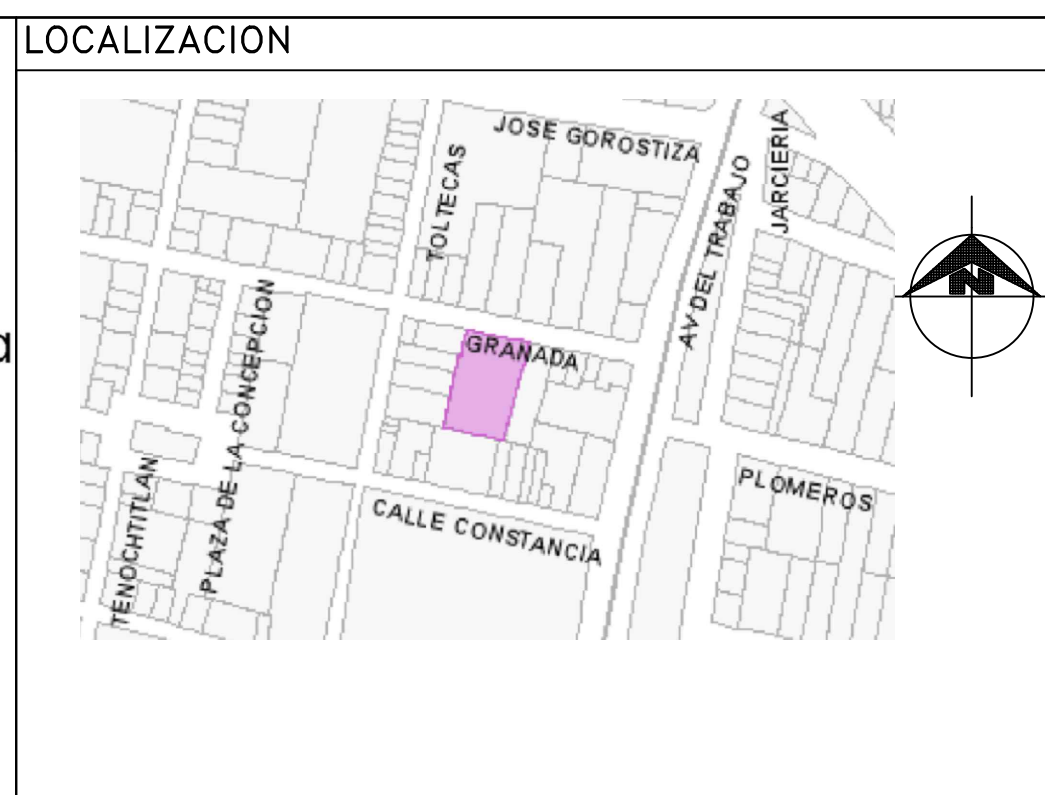 LOCALIZACION
JOSE GOROSTIZA
TOLTECAS
AV DEL TRABAJO
JARCIERIA
GRANADA
PLAZA DE LA CONCEPCION
TENOCHTITLAN
CALLE CONSTANCIA
PLOMEROS
N